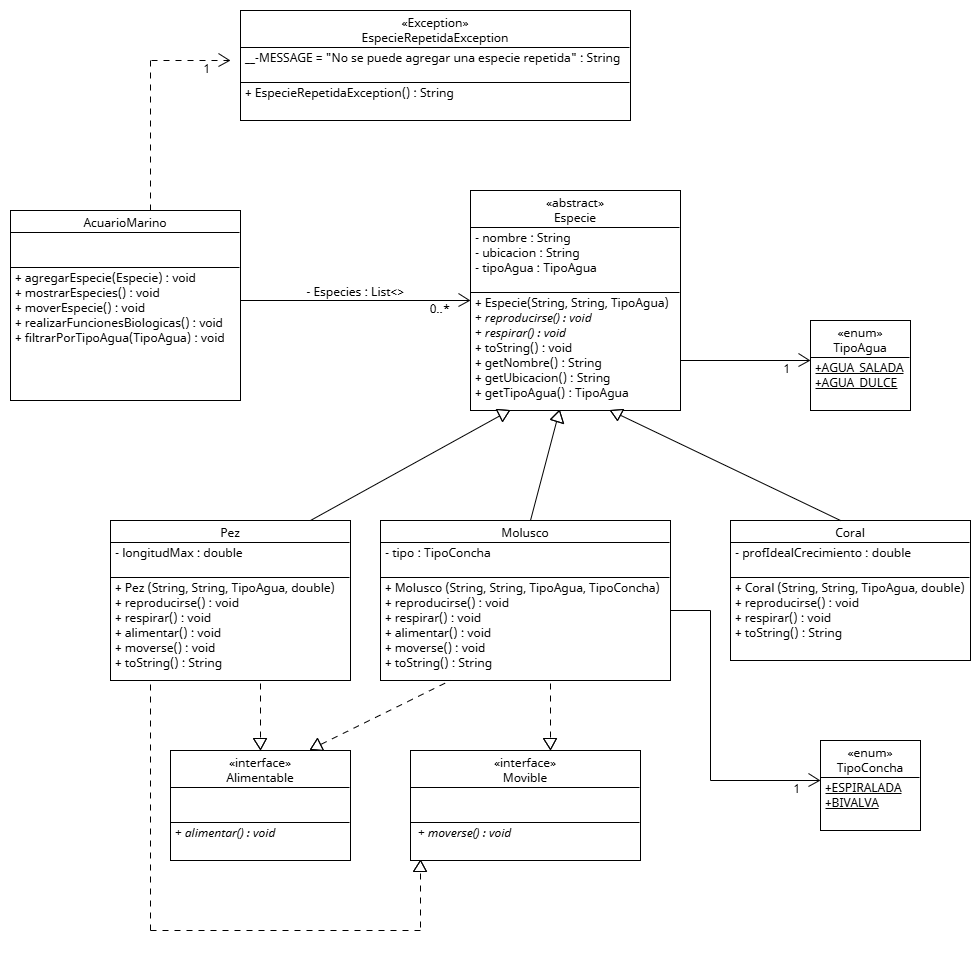 «Exception»
EspecieRepetidaException
__-MESSAGE = "No se puede agregar una especie repetida" : String
+ EspecieRepetidaException() : String
1
AcuarioMarino
+ agregarEspecie(Especie) : void
+ mostrarEspecies() : void
+ moverEspecie() : void
+ realizarFuncionesBiologicas() : void
+ filtrarPorTipoAgua(TipoAgua) : void
- Especies : List<>
0..*
«abstract»
Especie
- nombre : String
- ubicacion : String
- tipoAgua : TipoAgua
+ Especie(String, String, TipoAgua)
+ reproducirse() : void
+ respirar() : void
+ toString() : void
+ getNombre() : String
+ getUbicacion() : String
+ getTipoAgua() : TipoAgua
1
«enum»
TipoAgua
+AGUA_SALADA
+AGUA_DULCE
Pez
- longitudMax : double
+ Pez (String, String, TipoAgua, double)
+ reproducirse() : void
+ respirar() : void
+ alimentar() : void
+ moverse() : void
+ toString() : String
Molusco
- tipo : TipoConcha
+ Molusco (String, String, TipoAgua, TipoConcha)
+ reproducirse() : void
+ respirar() : void
+ alimentar() : void
+ moverse() : void
+ toString() : String
Coral
- profIdealCrecimiento : double
+ Coral (String, String, TipoAgua, double)
+ reproducirse() : void
+ respirar() : void
+ toString() : String
«interface»
Alimentable
+ alimentar() : void
«interface»
Movible
+ moverse() : void
1
«enum»
TipoConcha
+ESPIRALADA
+BIVALVA